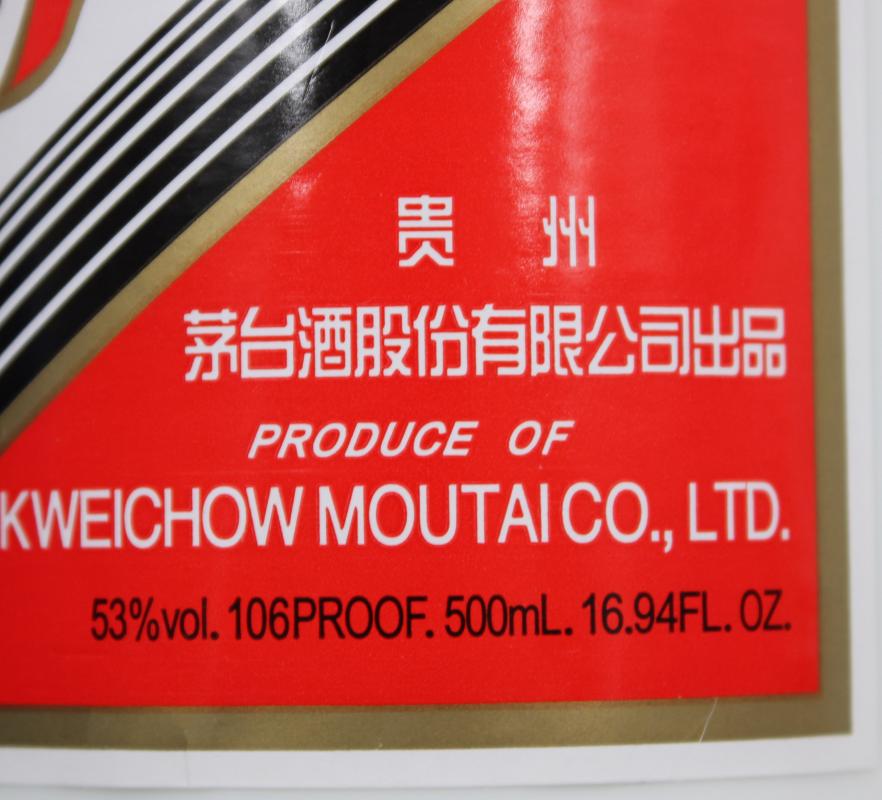 贵 州
茅台酒股份有限公司出品
PRODUCE OF
KWEICHOW MOUTAI CO., LTD.
53%vol. 106PROOF. 500mL. 16.94FL. OZ.